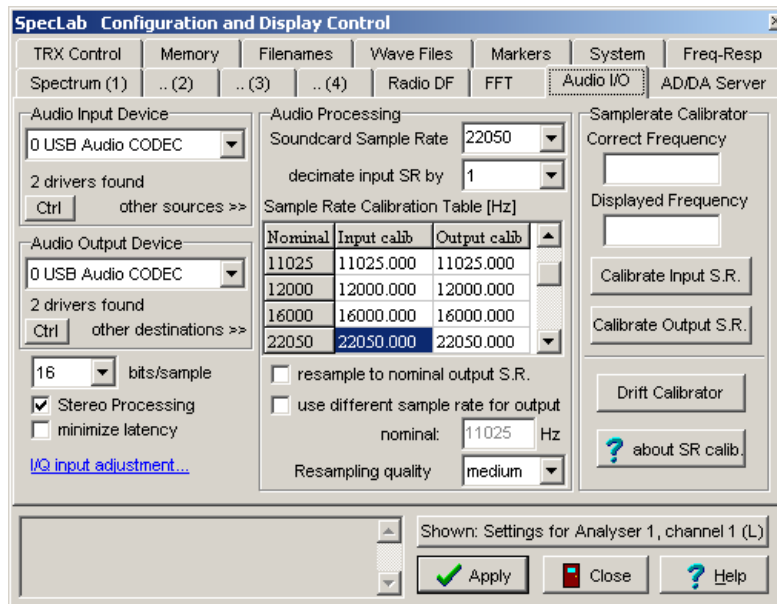 SpecLab Configuration and Display Control
TRX Control Memory Filenames Wave Files Markers System Freq-Resp
Spectrum (1) .. (2) .. (3) .. (4) Radio DF FFT Audio I/O AD/DA Server
Audio Input Device
0 USB Audio CODEC
2 drivers found
Ctrl other sources >>
Audio Output Device
0 USB Audio CODEC
2 drivers found
Ctrl other destinations >>
16 bits/sample
Stereo Processing
minimize latency
I/Q input adjustment...
Audio Processing
Soundcard Sample Rate 22050
decimate input SR by 1
Sample Rate Calibration Table [Hz]
Nominal Input calib Output calib
11025 11025.000 11025.000
12000 12000.000 12000.000
16000 16000.000 16000.000
22050 22050.000 22050.000
resample to nominal output S.R.
use different sample rate for output
nominal: 11025 Hz
Resampling quality medium
Samplerate Calibrator
Correct Frequency
Displayed Frequency
Calibrate Input S.R.
Calibrate Output S.R.
Drift Calibrator
? about SR calib.
Shown: Settings for Analyser 1, channel 1 (L)
Apply Close ? Help